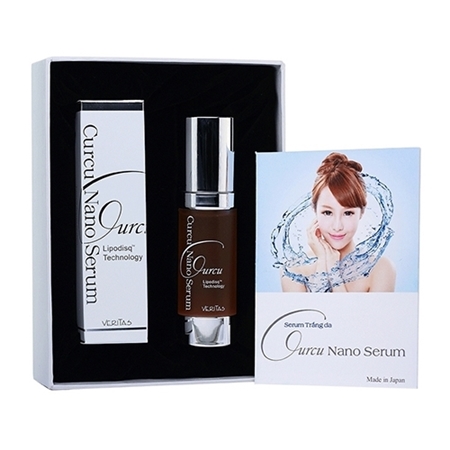 Curcu Nano Serum
Curcu
Lipodisq™
Technology
VERITAS
Curcu Nano Serum
Curcu
Lipodisq™
Technology
VERITAS
Serum Trắng da
Curcu Nano Serum
Made in Japan